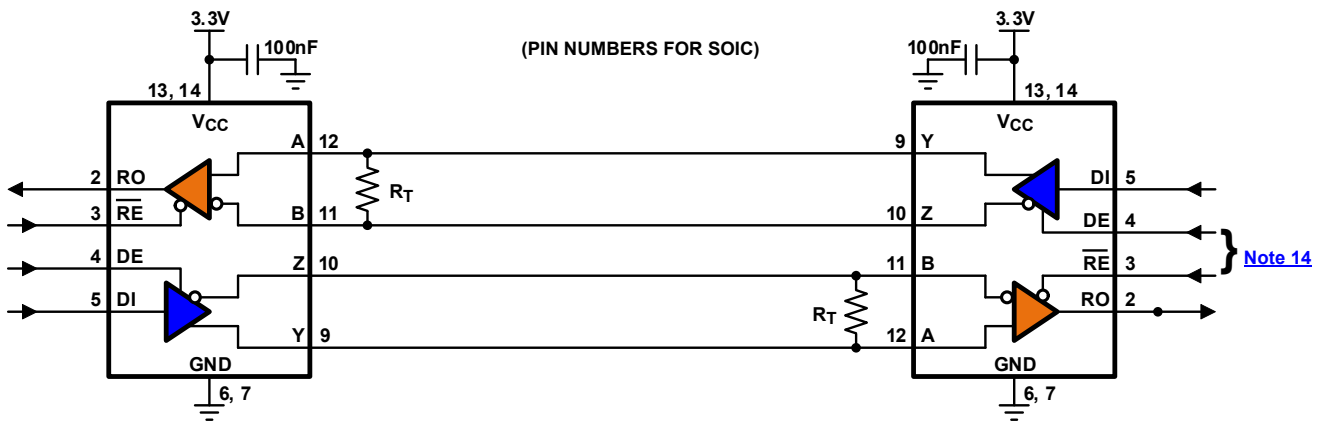 3.3V
3.3V
100nF
(PIN NUMBERS FOR SOIC)
100nF
13, 14
13, 14
VCC
VCC
A 12
9 Y
2 RO
RT
DI 5
3 RE
B 11
10 Z
DE 4
4 DE
Z 10
11 B
RE 3
} Note 14
5 DI
RT
RO 2
Y 9
12 A
GND
GND
6, 7
6, 7